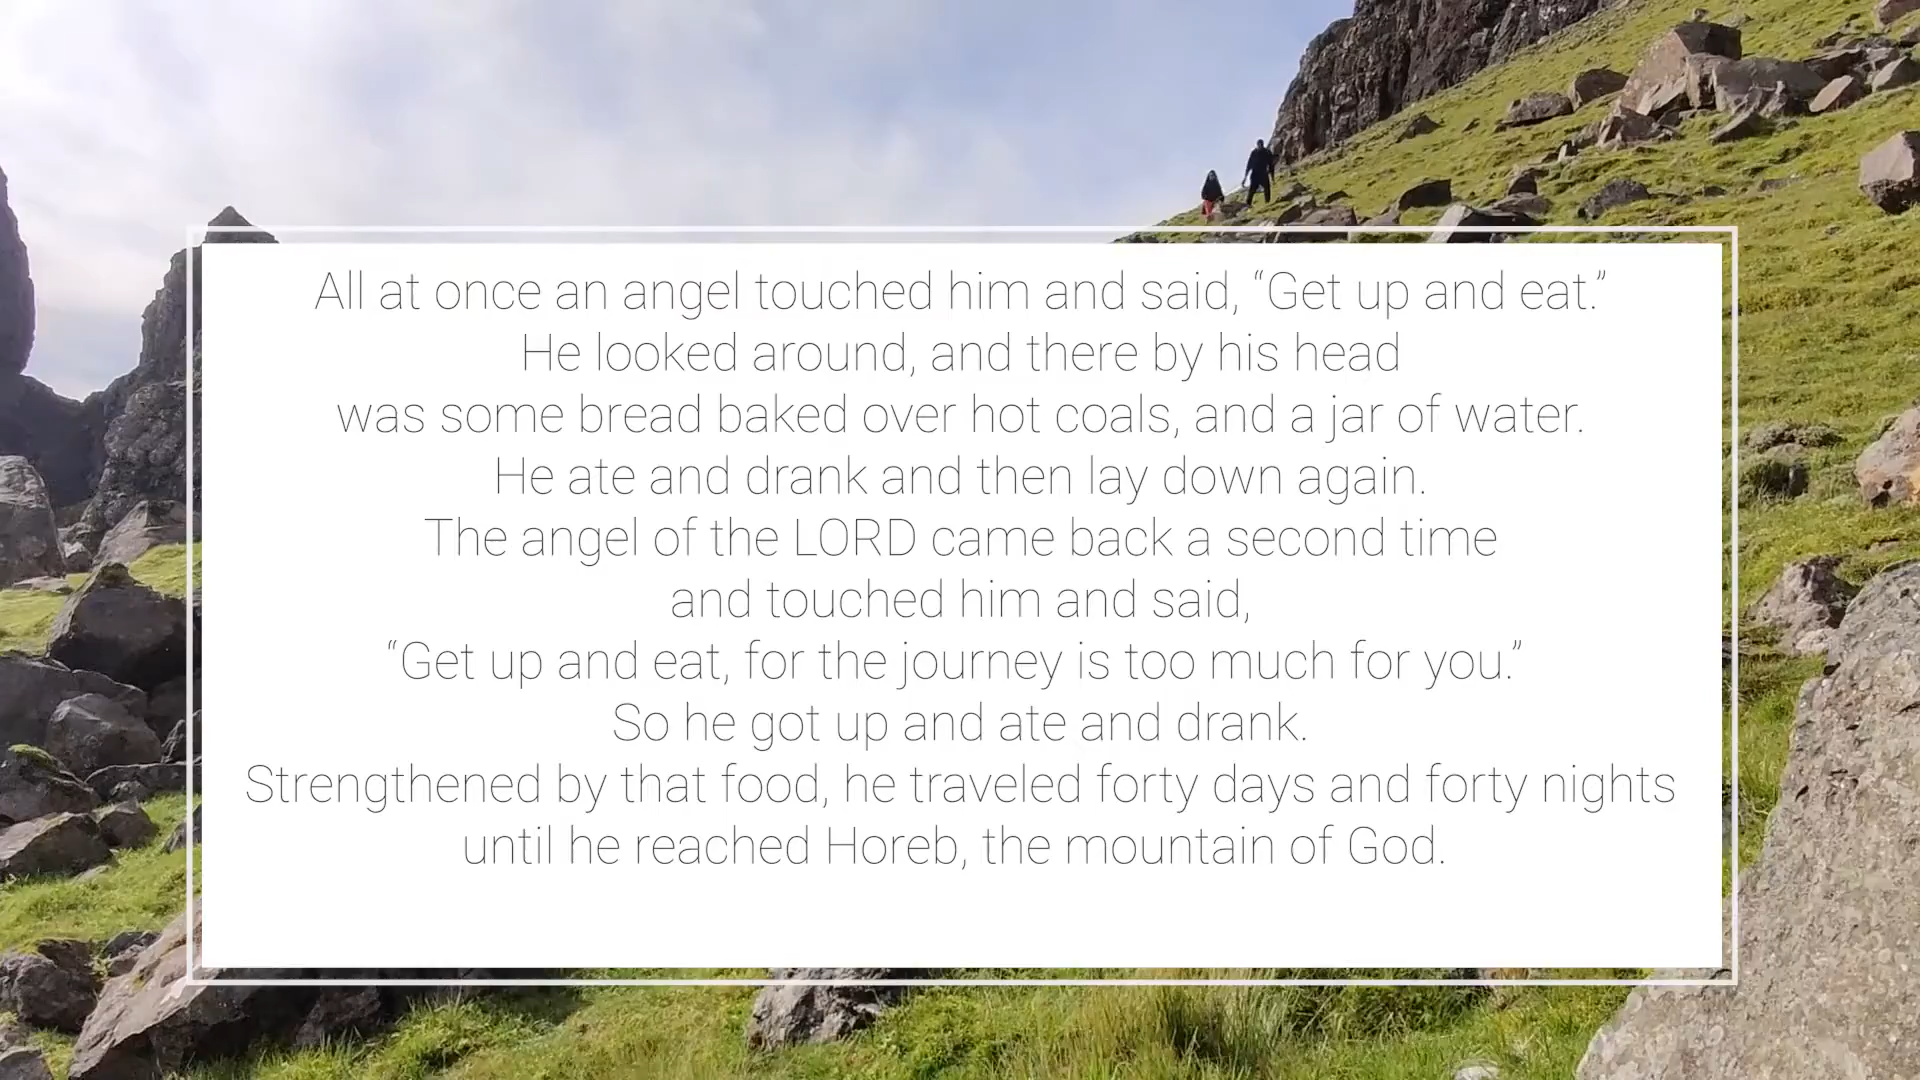 All at once an angel touched him and said, “Get up and eat.”
He looked around, and there by his head
was some bread baked over hot coals, and a jar of water.
He ate and drank and then lay down again.
The angel of the LORD came back a second time
and touched him and said,
“Get up and eat, for the journey is too much for you.”
So he got up and ate and drank.
Strengthened by that food, he traveled forty days and forty nights
until he reached Horeb, the mountain of God.